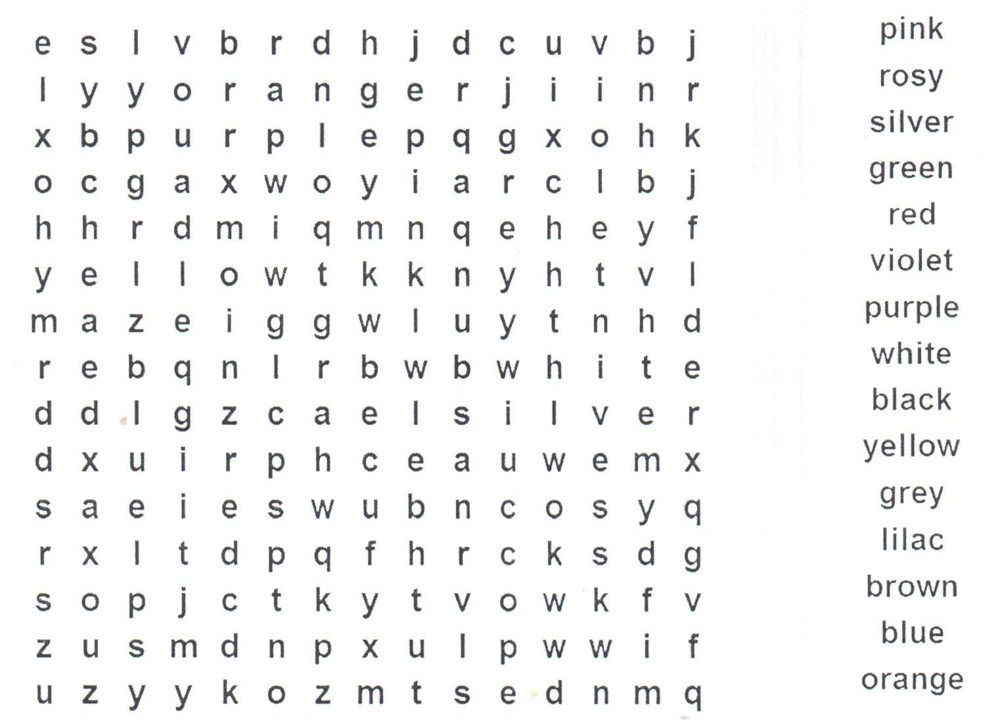 e s l v b r d h j d c u v b j
l y y o r a n g e r j i i n r
x b p u r p l e p q g x o h k
o c g a x w o y i a r c l b j
h h r d m i q m n q e h e y f
y e l l o w t k k n y h t v l
m a z e i g g w l u y t n h d
r e b q n l r b w b w h i t e
d d l g z c a e l s i l v e r
d x u i r p h c e a u w e m x
s a e i e s w u b n c o s y q
r x l t d p q f h r c k s d g
s o p j c t k y t v o w k f v
z u s m d n p x u l p w w i f
u z y y k o z m t s e d n m q
pink
rosy
silver
green
red
violet
purple
white
black
yellow
grey
lilac
brown
blue
orange